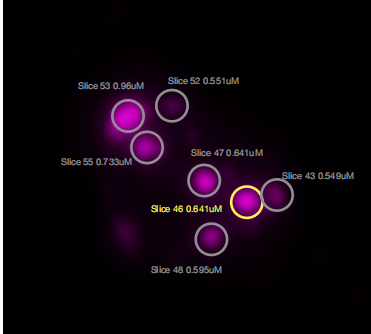 Slice 52 0.551uM
Slice 53 0.96uM
Slice 47 0.641uM
Slice 55 0.733uM
Slice 43 0.549uM
Slice 46 0.641uM
Slice 48 0.595uM